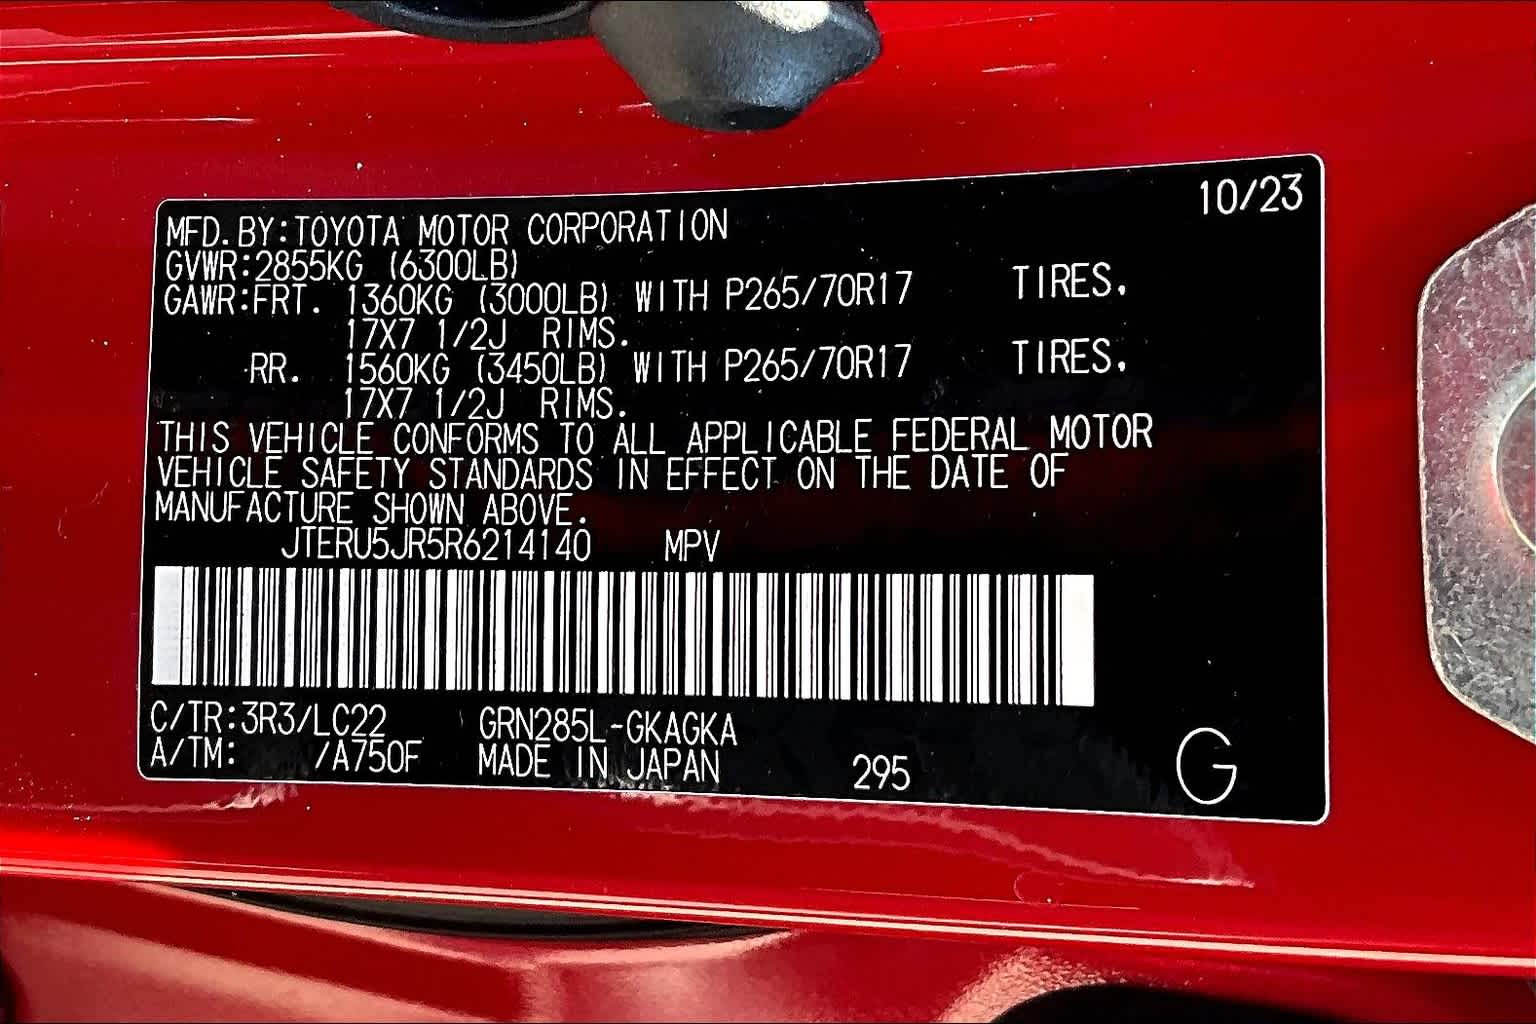 10/23
MFD. BY:TOYOTA MOTOR CORPORATION
GVWR:2855KG (6300LB)
GAWR:FRT. 1360KG (3000LB) WITH P265/70R17 TIRES.
17X7 1/2J RIMS.
RR. 1560KG (3450LB) WITH P265/70R17 TIRES.
17X7 1/2J RIMS.
THIS VEHICLE CONFORMS TO ALL APPLICABLE FEDERAL MOTOR
VEHICLE SAFETY STANDARDS IN EFFECT ON THE DATE OF
MANUFACTURE SHOWN ABOVE.
JTERU5JR5R6214140 MPV
C/TR:3R3/LC22 GRN285L-GKAGKA
A/TM: /A750F MADE IN JAPAN 295 G